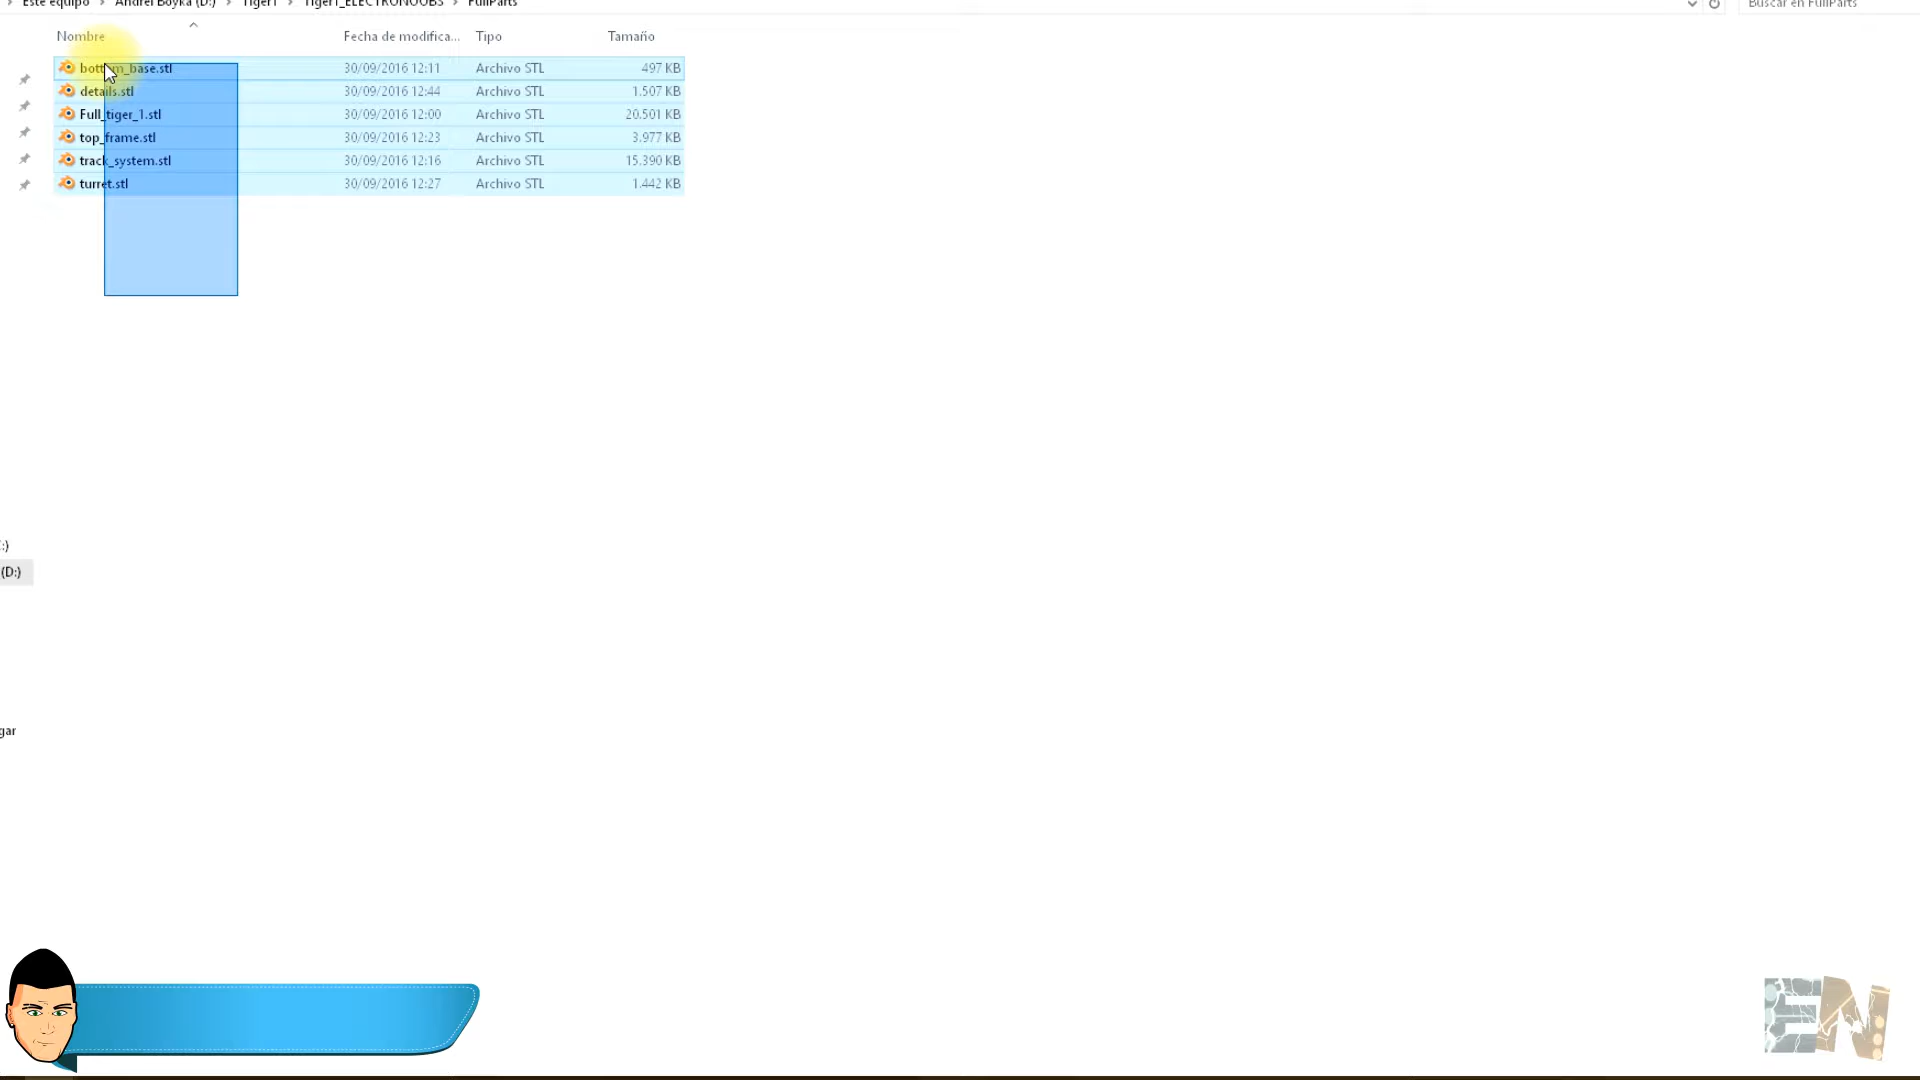 Este equipo > Andrei Boyka (D:) > Tiger1 > Tiger1_ELECTRONOOBS > FullParts
Buscar en FullParts
Nombre Fecha de modifica... Tipo Tamaño
bottom_base.stl 30/09/2016 12:11 Archivo STL 497 KB
details.stl 30/09/2016 12:44 Archivo STL 1.507 KB
Full_tiger_1.stl 30/09/2016 12:00 Archivo STL 20.501 KB
top_frame.stl 30/09/2016 12:23 Archivo STL 3.977 KB
track_system.stl 30/09/2016 12:16 Archivo STL 15.390 KB
turret.stl 30/09/2016 12:27 Archivo STL 1.442 KB
:)
(D:)
gar
EN